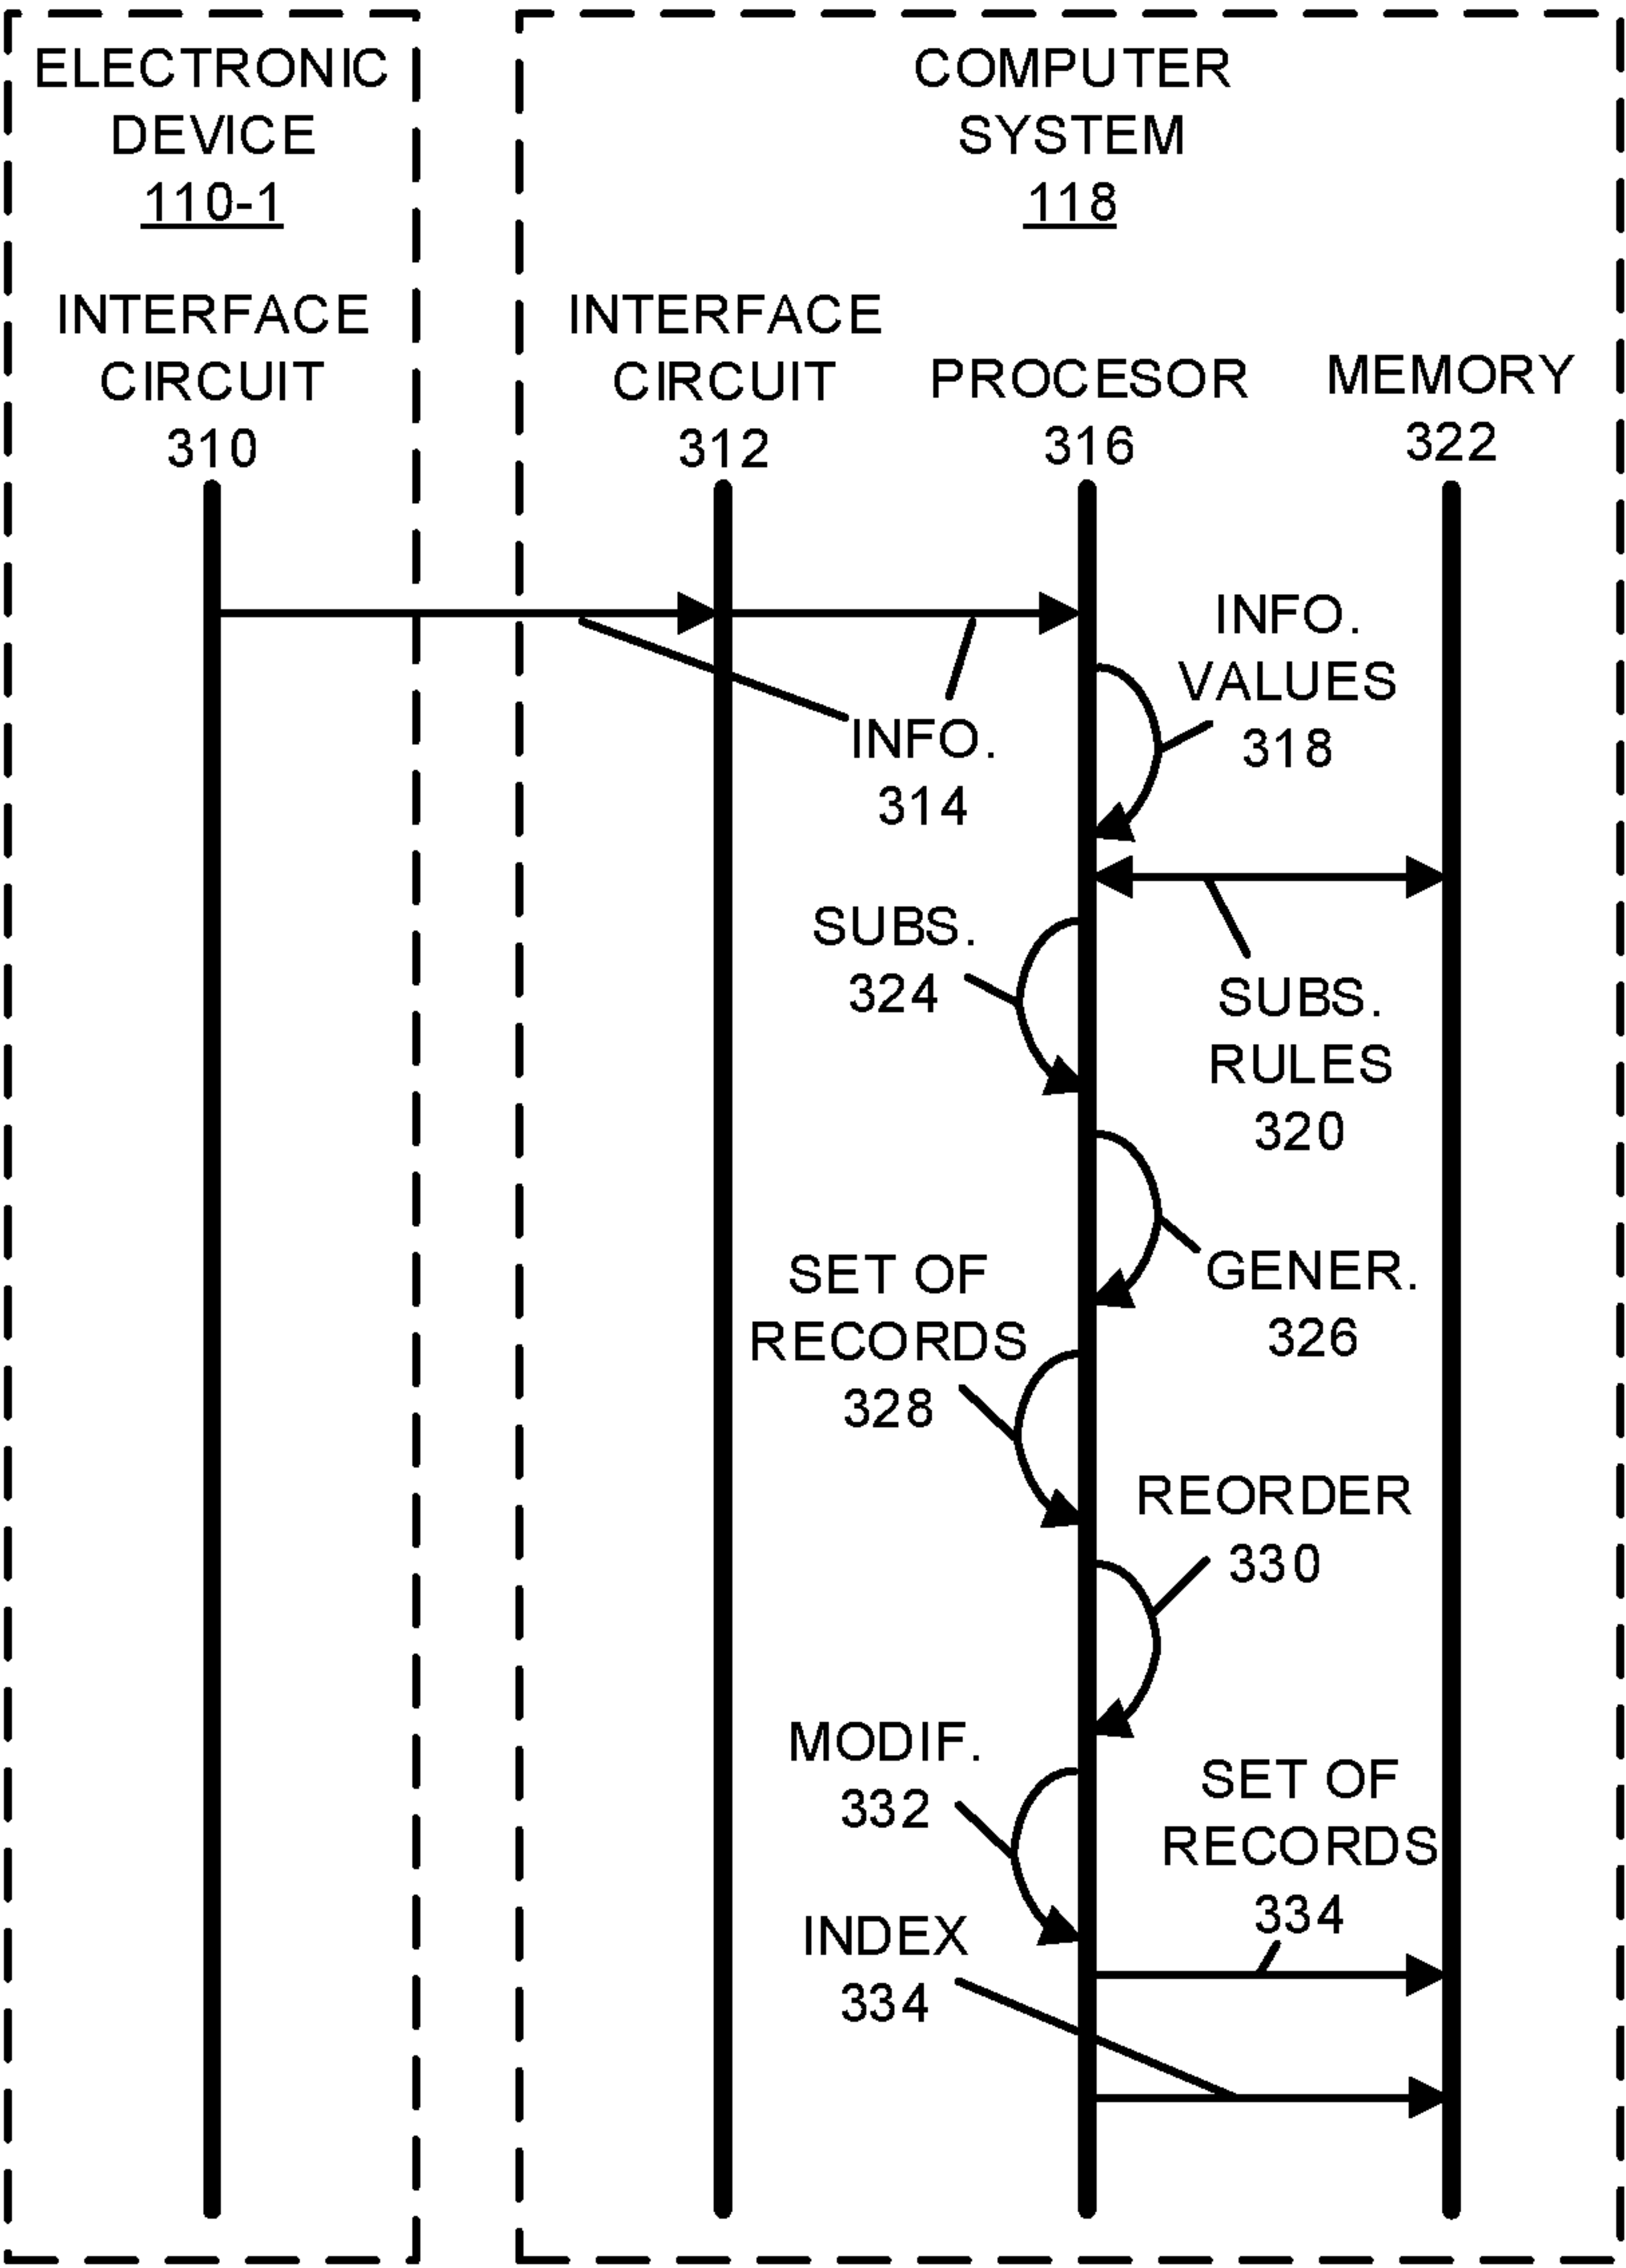 ELECTRONIC
DEVICE
110-1
COMPUTER
SYSTEM
118
INTERFACE
CIRCUIT
310
INTERFACE
CIRCUIT
312
PROCESOR
316
MEMORY
322
INFO.
VALUES
318
INFO.
314
SUBS.
324
SUBS.
RULES
320
GENER.
326
SET OF
RECORDS
328
REORDER
330
MODIF.
332
SET OF
RECORDS
334
INDEX
334